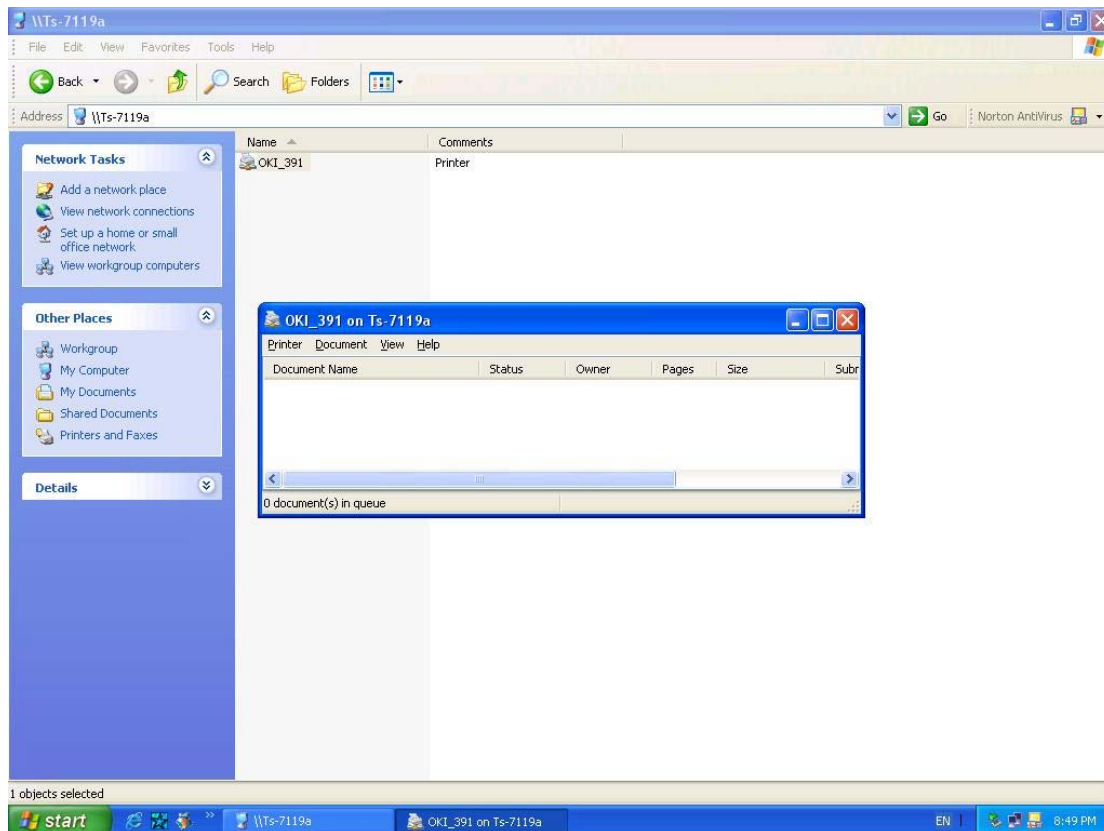 \\Ts-7119a
File Edit View Favorites Tools Help
Back Search Folders
Address \\Ts-7119a Go Norton AntiVirus
Name Comments
OKI_391 Printer
Network Tasks
Add a network place
View network connections
Set up a home or small
office network
View workgroup computers
Other Places
Workgroup
My Computer
My Documents
Shared Documents
Printers and Faxes
Details
OKI_391 on Ts-7119a
Printer Document View Help
Document Name Status Owner Pages Size Subr
0 document(s) in queue
1 objects selected
start \\Ts-7119a OKI_391 on Ts-7119a EN 8:49 PM